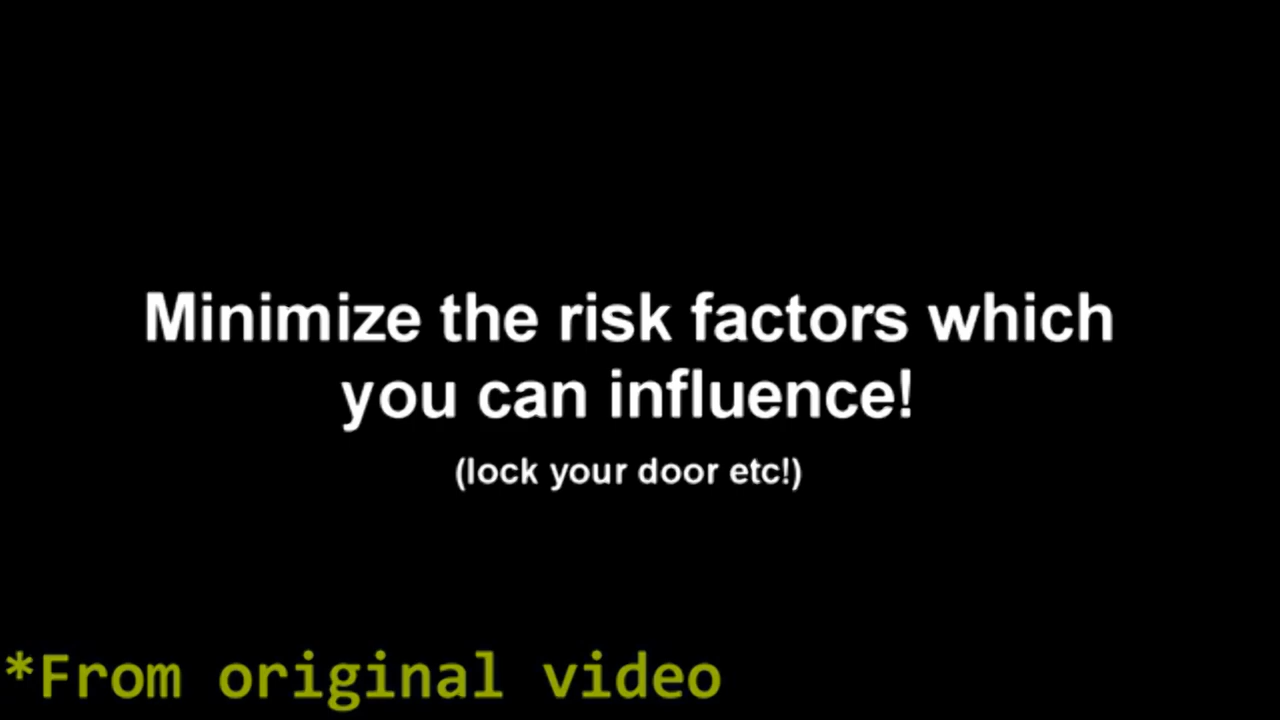 Minimize the risk factors which
you can influence!
(lock your door etc!)
*From original video